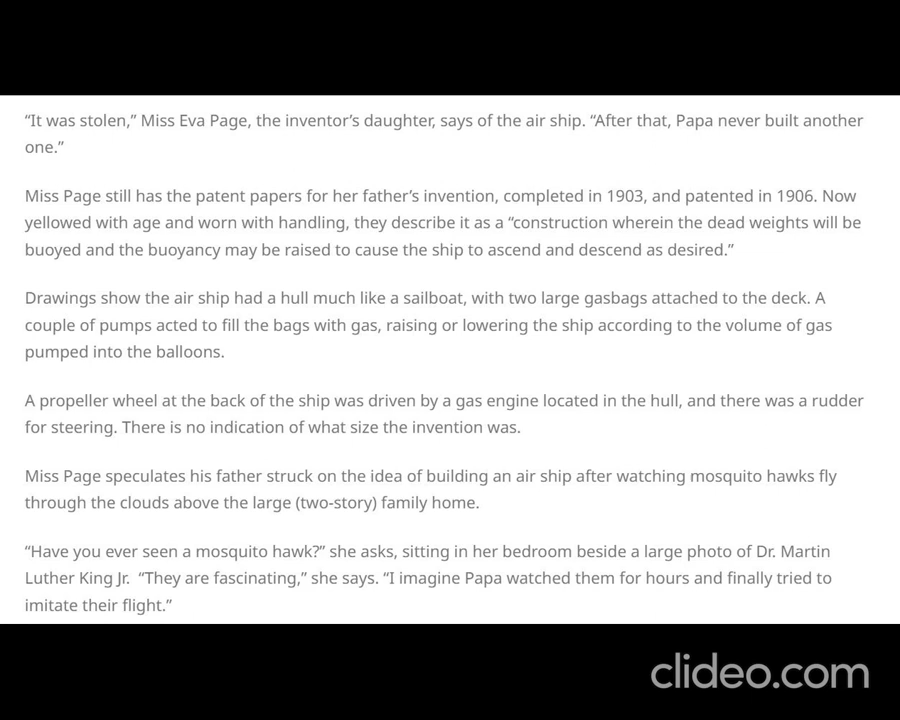 “It was stolen,” Miss Eva Page, the inventor’s daughter, says of the air ship. “After that, Papa never built another
one.”
Miss Page still has the patent papers for her father’s invention, completed in 1903, and patented in 1906. Now
yellowed with age and worn with handling, they describe it as a “construction wherein the dead weights will be
buoyed and the buoyancy may be raised to cause the ship to ascend and descend as desired.”
Drawings show the air ship had a hull much like a sailboat, with two large gasbags attached to the deck. A
couple of pumps acted to fill the bags with gas, raising or lowering the ship according to the volume of gas
pumped into the balloons.
A propeller wheel at the back of the ship was driven by a gas engine located in the hull, and there was a rudder
for steering. There is no indication of what size the invention was.
Miss Page speculates his father struck on the idea of building an air ship after watching mosquito hawks fly
through the clouds above the large (two-story) family home.
“Have you ever seen a mosquito hawk?” she asks, sitting in her bedroom beside a large photo of Dr. Martin
Luther King Jr.  “They are fascinating,” she says. “I imagine Papa watched them for hours and finally tried to
imitate their flight.”
clideo.com